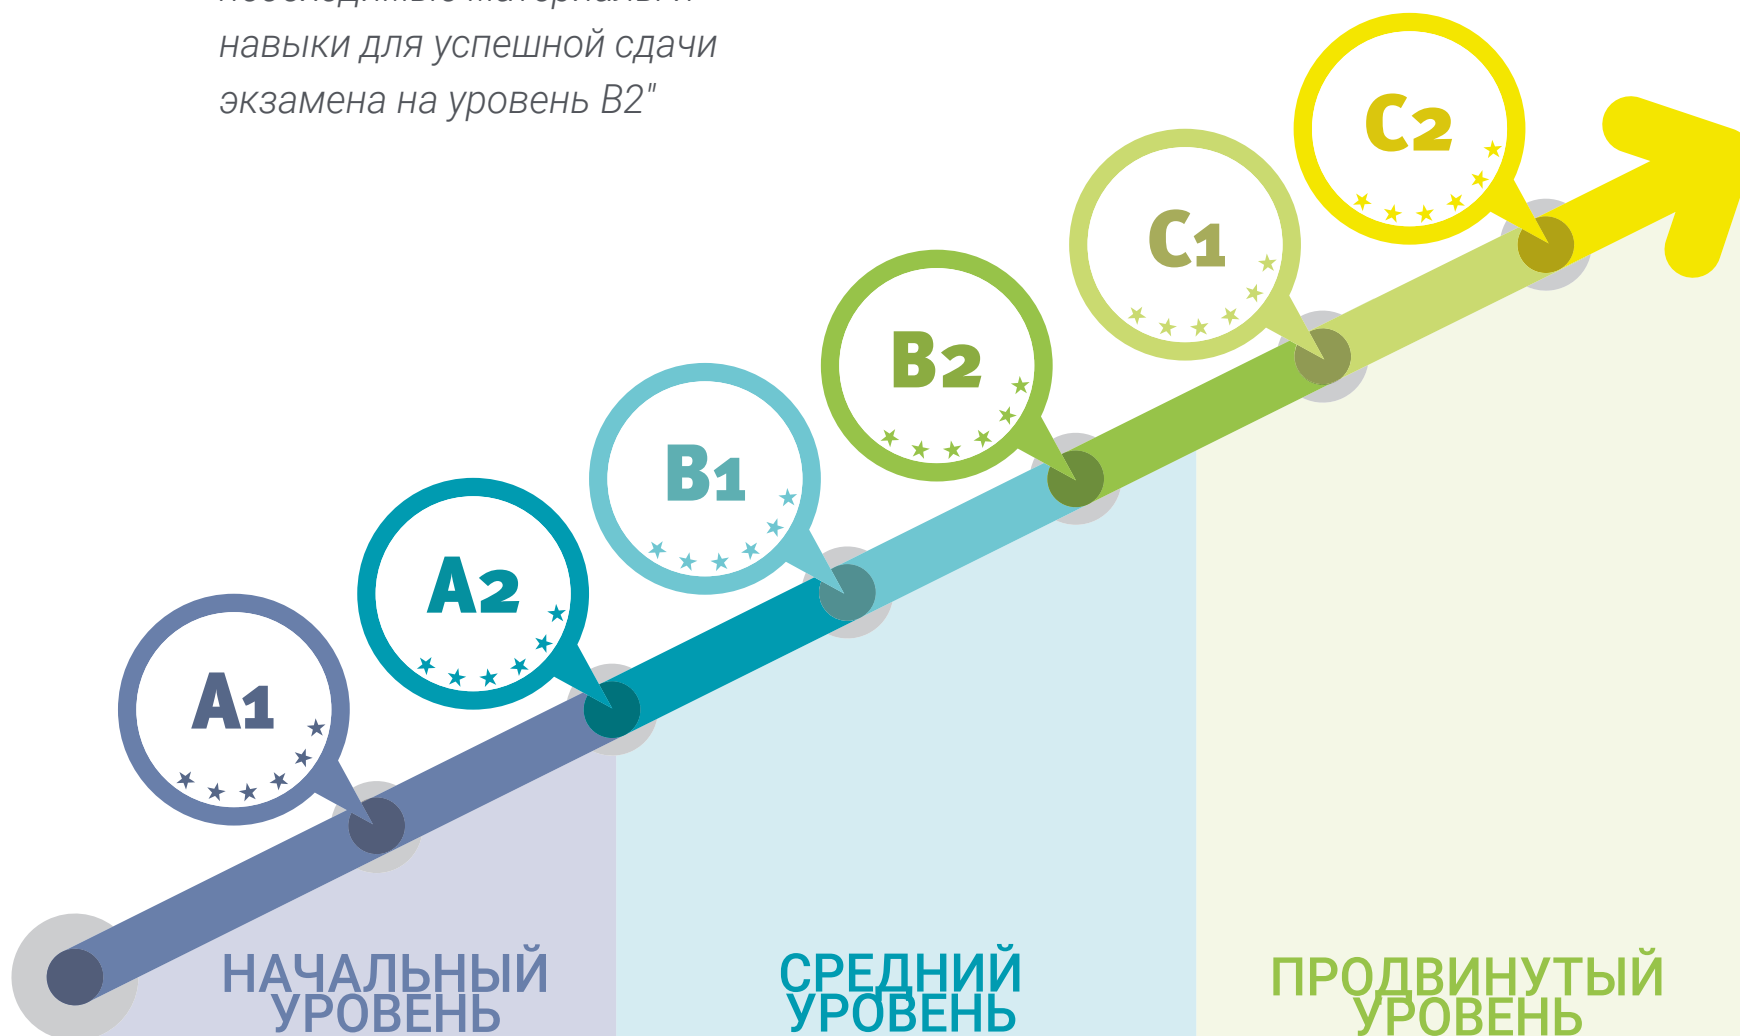 навыки для успешной сдачи
экзамена на уровень B2"
C2
C1
B2
B1
A2
A1
НАЧАЛЬНЫЙ
УРОВЕНЬ
СРЕДНИЙ
УРОВЕНЬ
ПРОДВИНУТЫЙ
УРОВЕНЬ